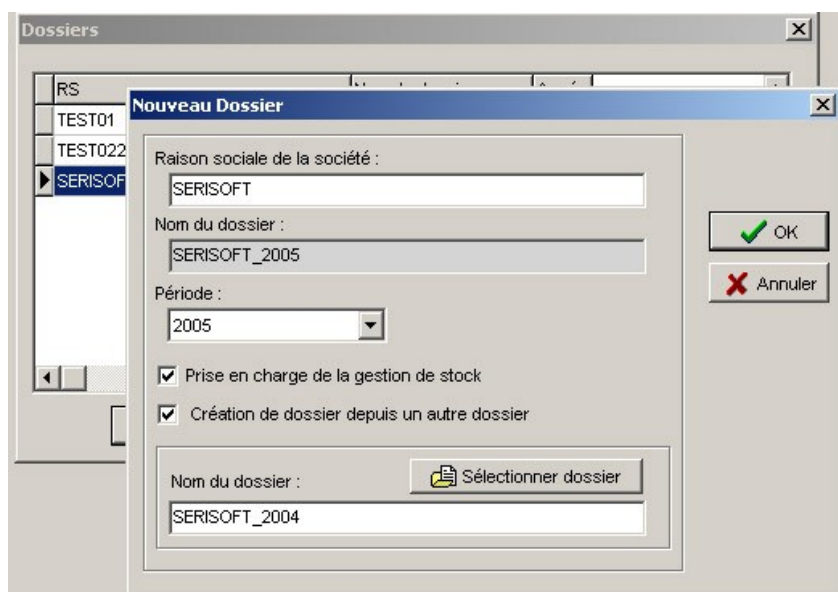 Dossiers
RS
Nouveau Dossier
TEST01
TEST022
SERISOF
Raison sociale de la société :
SERISOFT
Nom du dossier :
SERISOFT_2005
Période :
2005
Prise en charge de la gestion de stock
Création de dossier depuis un autre dossier
Nom du dossier :
Sélectionner dossier
SERISOFT_2004
OK
Annuler